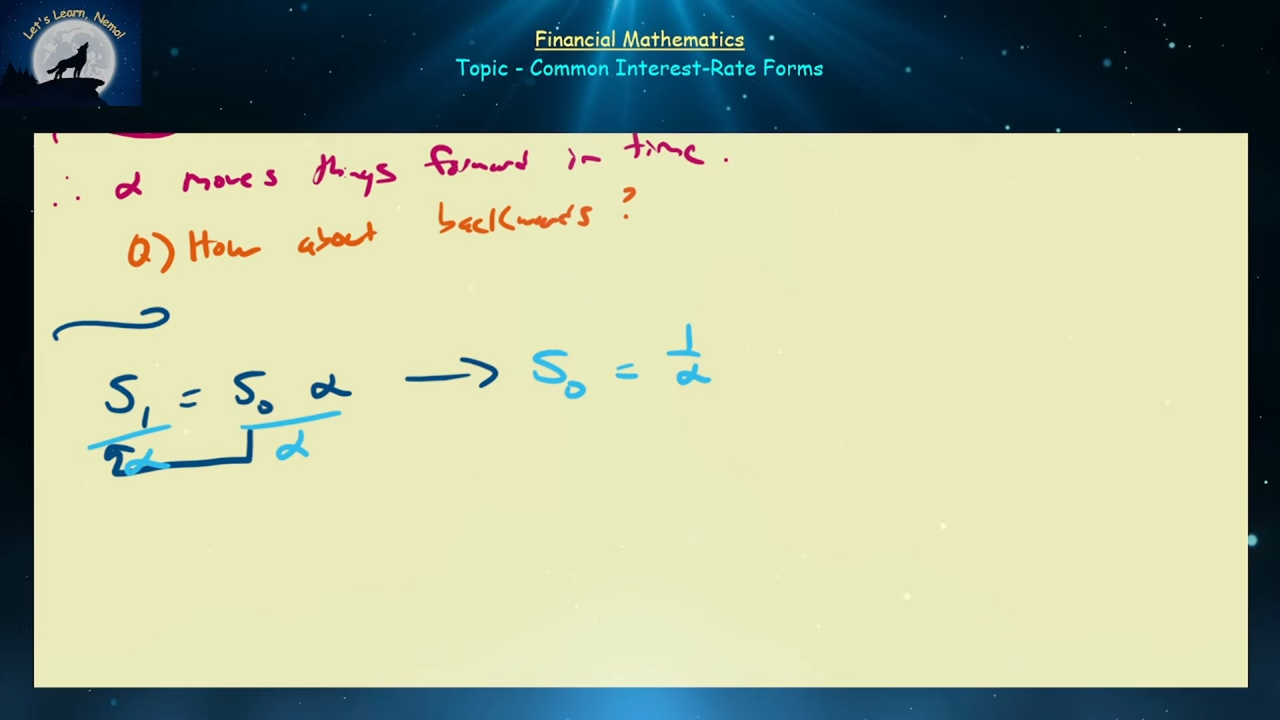 Let's Learn, Nemo!
Financial Mathematics
Topic - Common Interest-Rate Forms
∴ α moves things forward in time.
Q) How about backwards?
S₁ = S₀ α → S₀ = 1/α
α α